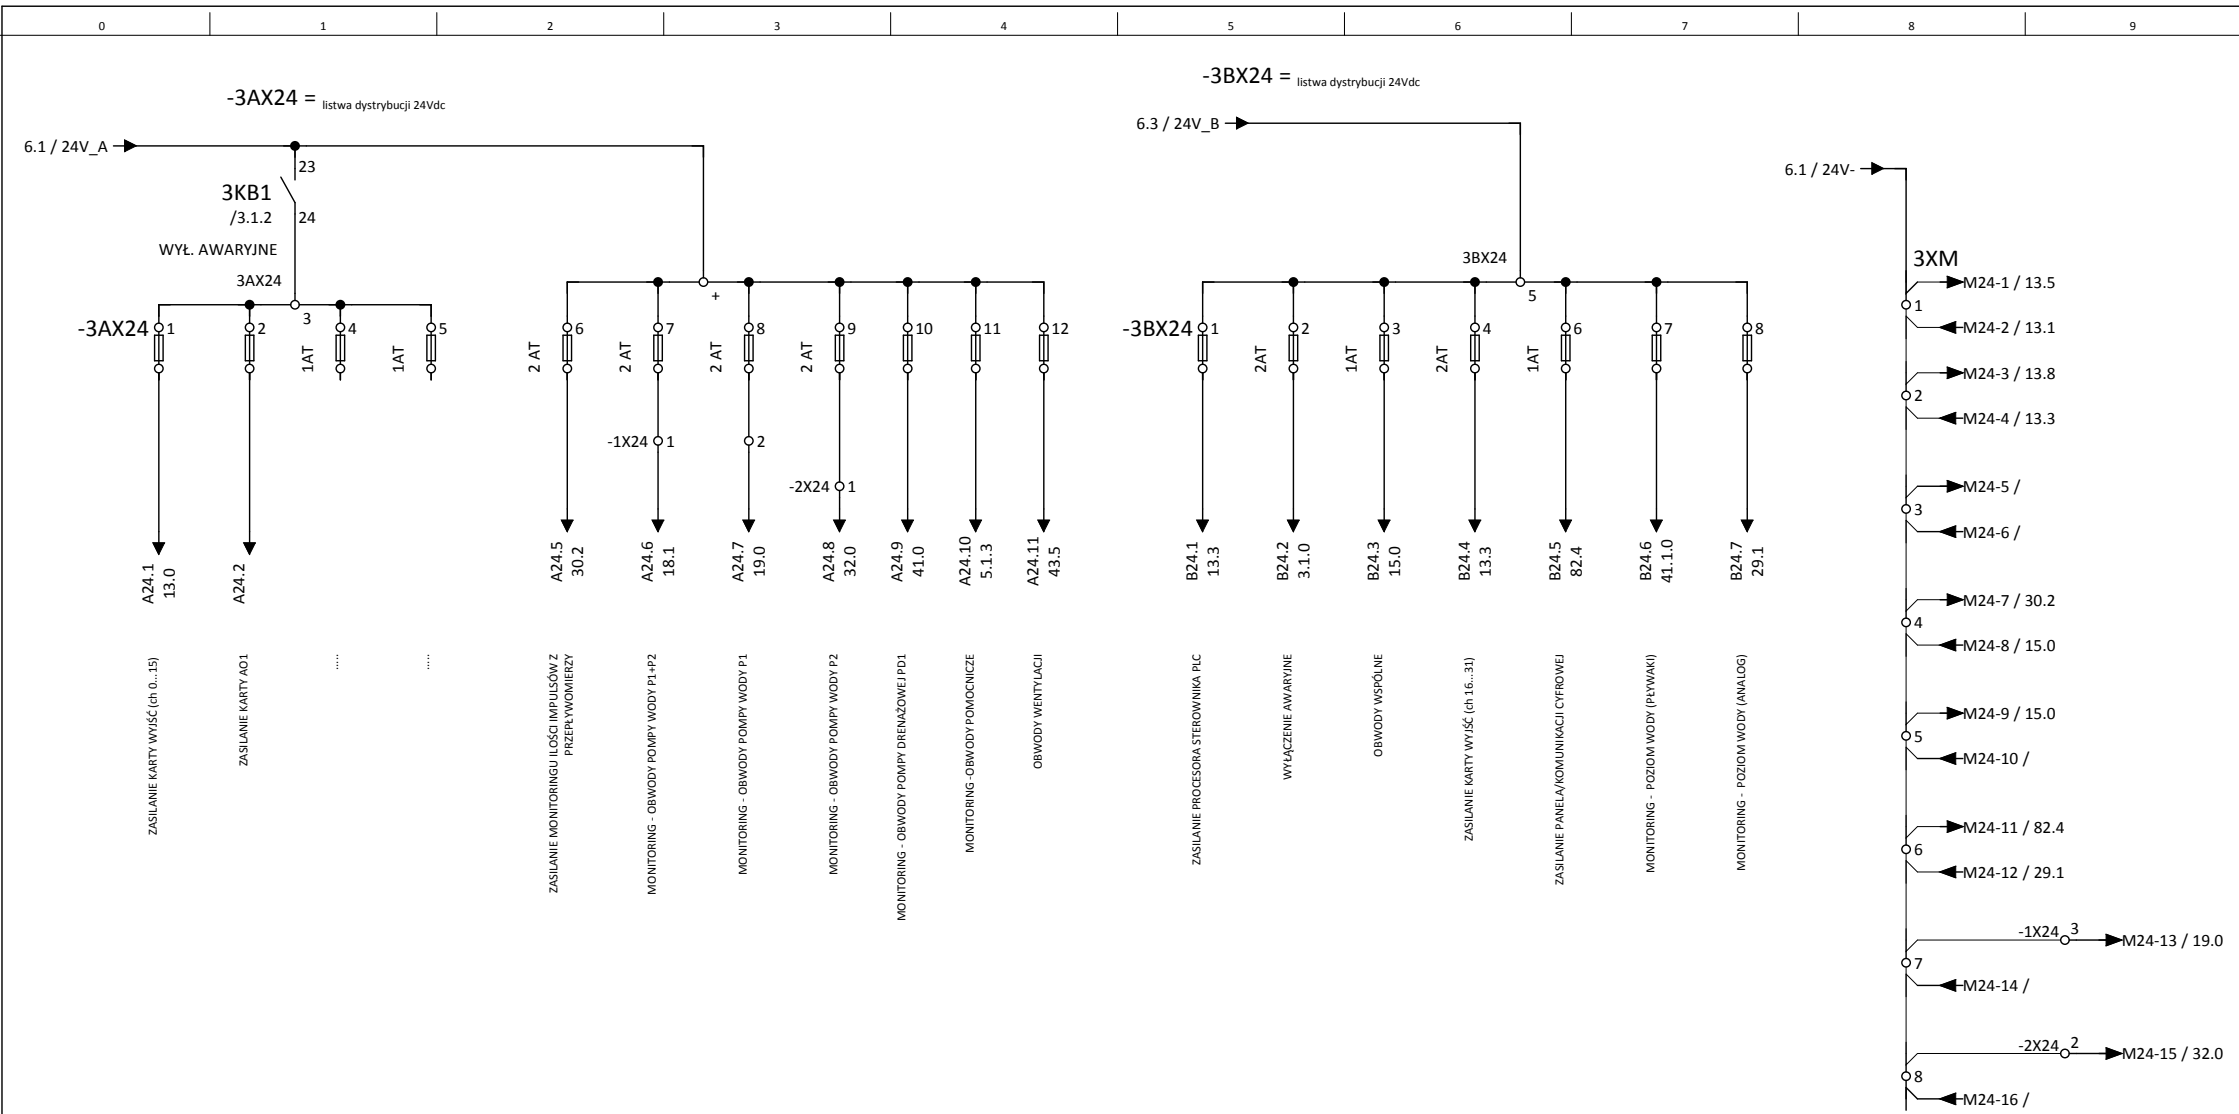 0 1 2 3 4 5 6 7 8 9
-3AX24 = listwa dystrybucji 24Vdc
6.1 / 24V_A
23
3KB1
/3.1.2
24
WYŁ. AWARYJNE
3AX24
3
-3AX24
1
2
4
1AT
5
1AT
+
6
2 AT
7
2 AT
8
2 AT
9
2 AT
10
11
12
-1X24 1
2
-2X24 1
A24.1
13.0
A24.2
A24.5
30.2
A24.6
18.1
A24.7
19.0
A24.8
32.0
A24.9
41.0
A24.10
5.1.3
A24.11
43.5
ZASILANIE KARTY WYJŚĆ (ch 0...15)
ZASILANIE KARTY AO1
.....
.....
ZASILANIE MONITORINGU ILOŚCI IMPULSÓW Z
PRZEPŁYWOMIERZY
MONITORING - OBWODY POMPY WODY P1+P2
MONITORING - OBWODY POMPY WODY P1
MONITORING - OBWODY POMPY WODY P2
MONITORING - OBWODY POMPY DRENAŻOWEJ PD1
MONITORING -OBWODY POMOCNICZE
OBWODY WENTYLACJI
-3BX24 = listwa dystrybucji 24Vdc
6.3 / 24V_B
3BX24
5
-3BX24
1
2
2AT
3
1AT
4
2AT
6
1AT
7
8
B24.1
13.3
B24.2
3.1.0
B24.3
15.0
B24.4
13.3
B24.5
82.4
B24.6
41.1.0
B24.7
29.1
ZASILANIE PROCESORA STEROWNIKA PLC
WYŁĄCZENIE AWARYJNE
OBWODY WSPÓLNE
ZASILANIE KARTY WYJŚĆ (ch 16...31)
ZASILANIE PANELA/KOMUNIKACJI CYFROWEJ
MONITORING - POZIOM WODY (PŁYWAKI)
MONITORING - POZIOM WODY (ANALOG)
6.1 / 24V-
3XM
M24-1 / 13.5
1
M24-2 / 13.1
M24-3 / 13.8
2
M24-4 / 13.3
M24-5 /
3
M24-6 /
M24-7 / 30.2
4
M24-8 / 15.0
M24-9 / 15.0
5
M24-10 /
M24-11 / 82.4
6
M24-12 / 29.1
-1X24 3 M24-13 / 19.0
7
M24-14 /
-2X24 2 M24-15 / 32.0
8
M24-16 /